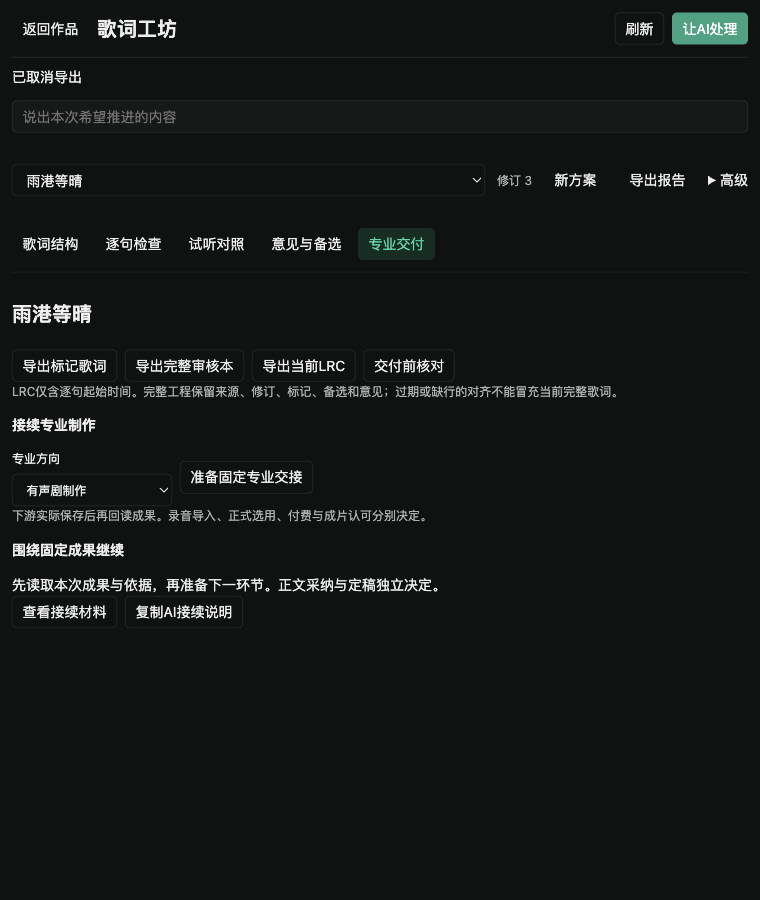 返回作品 歌词工坊 刷新 让AI处理
已取消导出
说出本次希望推进的内容
雨港等晴 修订 3 新方案 导出报告 ▶ 高级
歌词结构 逐句检查 试听对照 意见与备选 专业交付
雨港等晴
导出标记歌词 导出完整审核本 导出当前LRC 交付前核对
LRC仅含逐句起始时间。完整工程保留来源、修订、标记、备选和意见；过期或缺行的对齐不能冒充当前完整歌词。
接续专业制作
专业方向
有声剧制作 准备固定专业交接
下游实际保存后再回读成果。录音导入、正式选用、付费与成片认可分别决定。
围绕固定成果继续
先读取本次成果与依据，再准备下一环节。正文采纳与定稿独立决定。
查看接续材料 复制AI接续说明